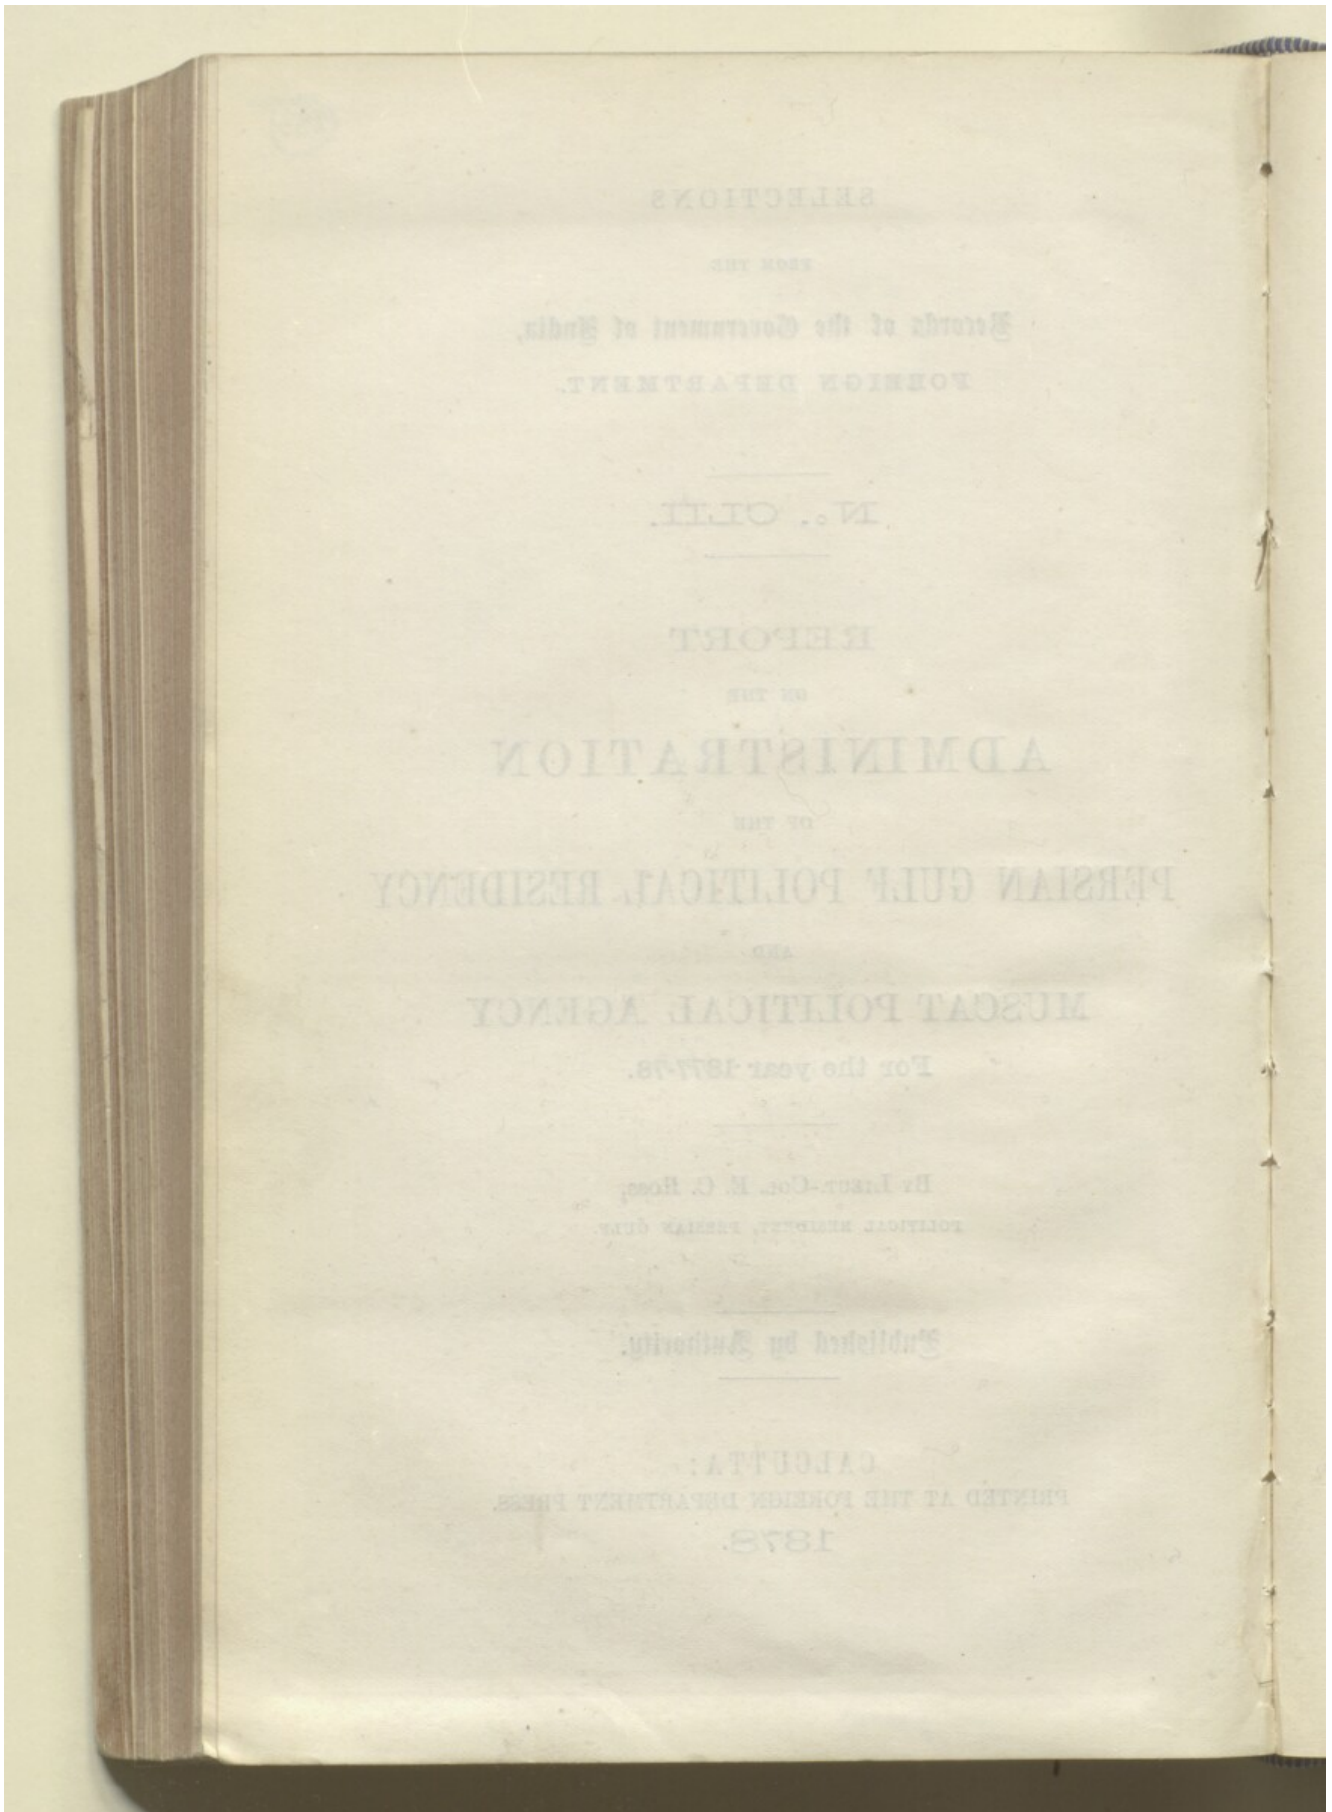 SELECTIONS
FROM THE
Records of the Government of India,
FOREIGN DEPARTMENT.
No. CLII.
REPORT
ON THE
ADMINISTRATION
OF THE
PERSIAN GULF POLITICAL RESIDENCY
AND
MUSCAT POLITICAL AGENCY
For the year 1877-78.
By Lieut.-Col. E. C. Ross,
POLITICAL RESIDENT, PERSIAN GULF.
Published by Authority.
CALCUTTA:
PRINTED AT THE FOREIGN DEPARTMENT PRESS.
1878.